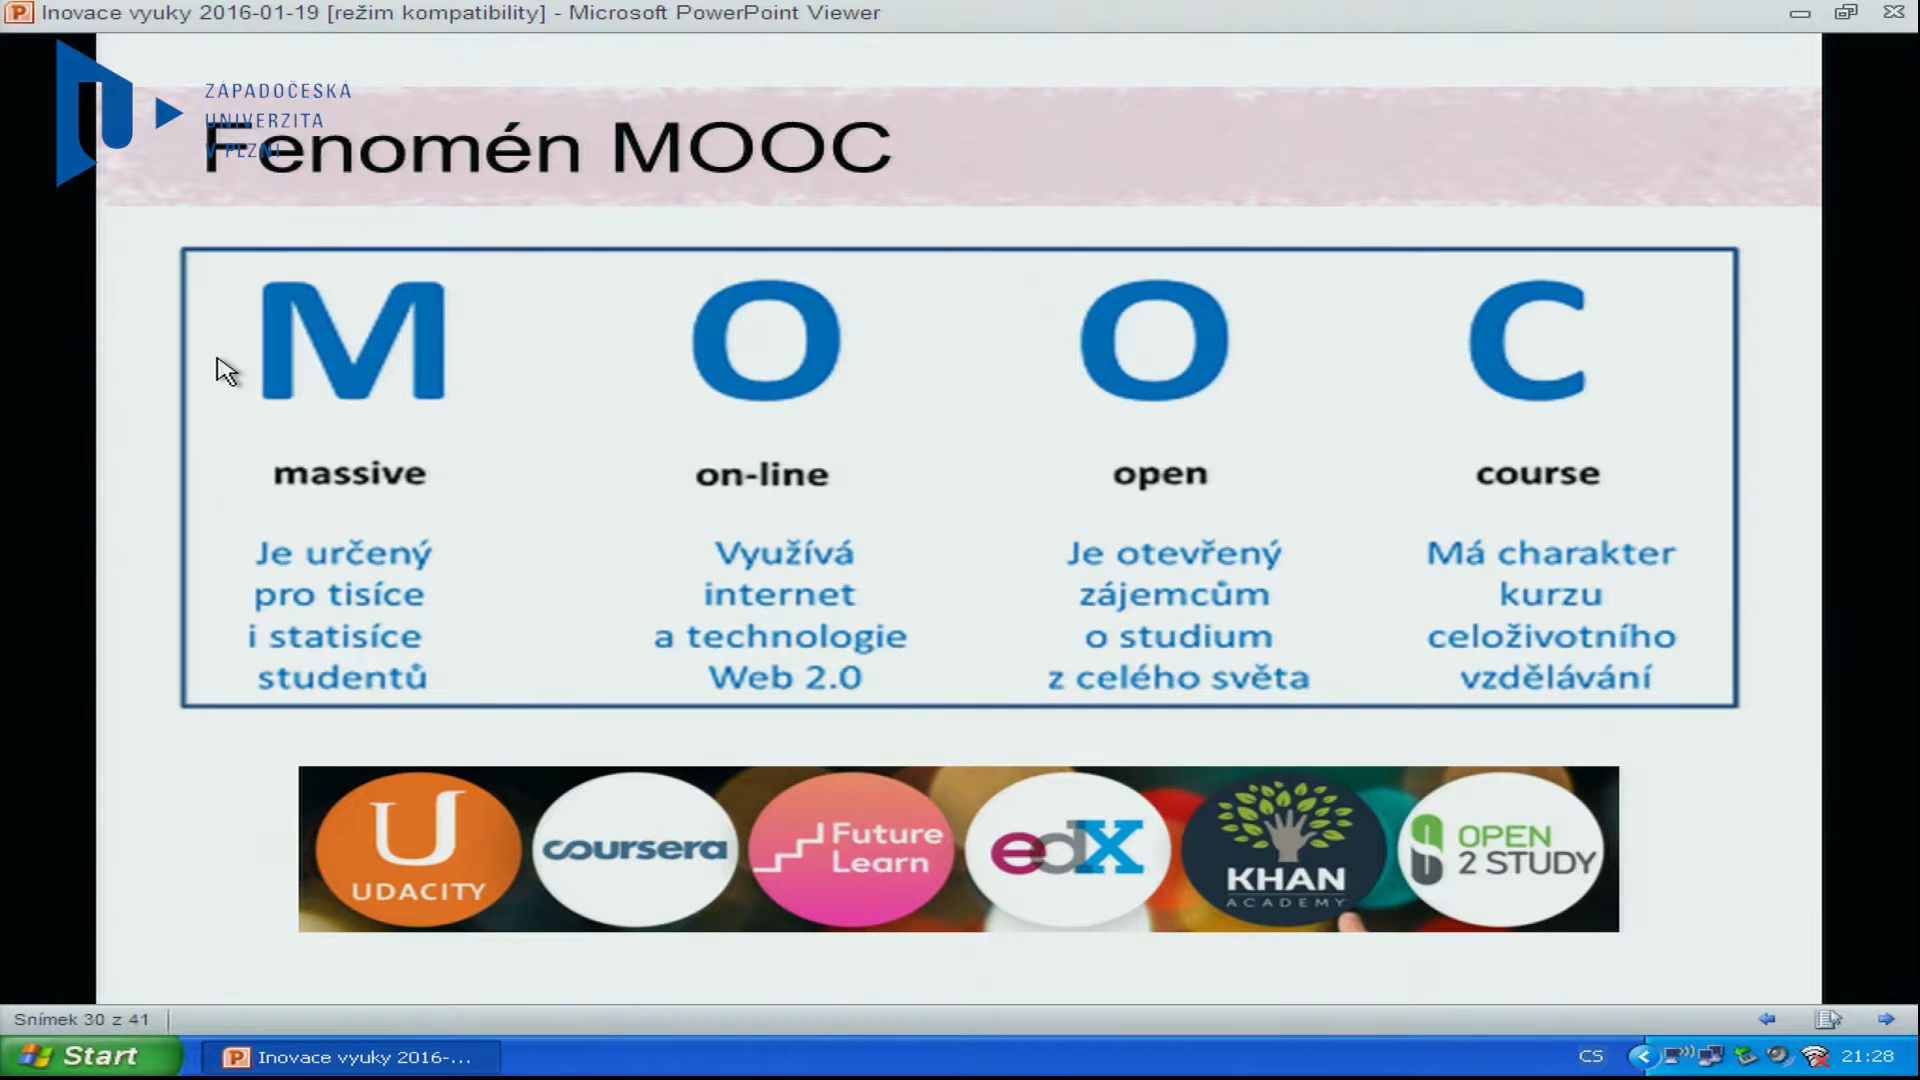 Inovace vyuky 2016-01-19 [režim kompatibility] - Microsoft PowerPoint Viewer
ZÁPADOČESKÁ
UNIVERZITA
V PLZNI
Fenomén MOOC
M O O C
massive on-line open course
Je určený Využívá Je otevřený Má charakter
pro tisíce internet zájemcům kurzu
i statisíce a technologie o studium celoživotního
studentů Web 2.0 z celého světa vzdělávání
U
UDACITY
coursera
Future
Learn
edX
KHAN
ACADEMY
OPEN
2 STUDY
Snímek 30 z 41
Start
Inovace vyuky 2016-...
CS
21:28